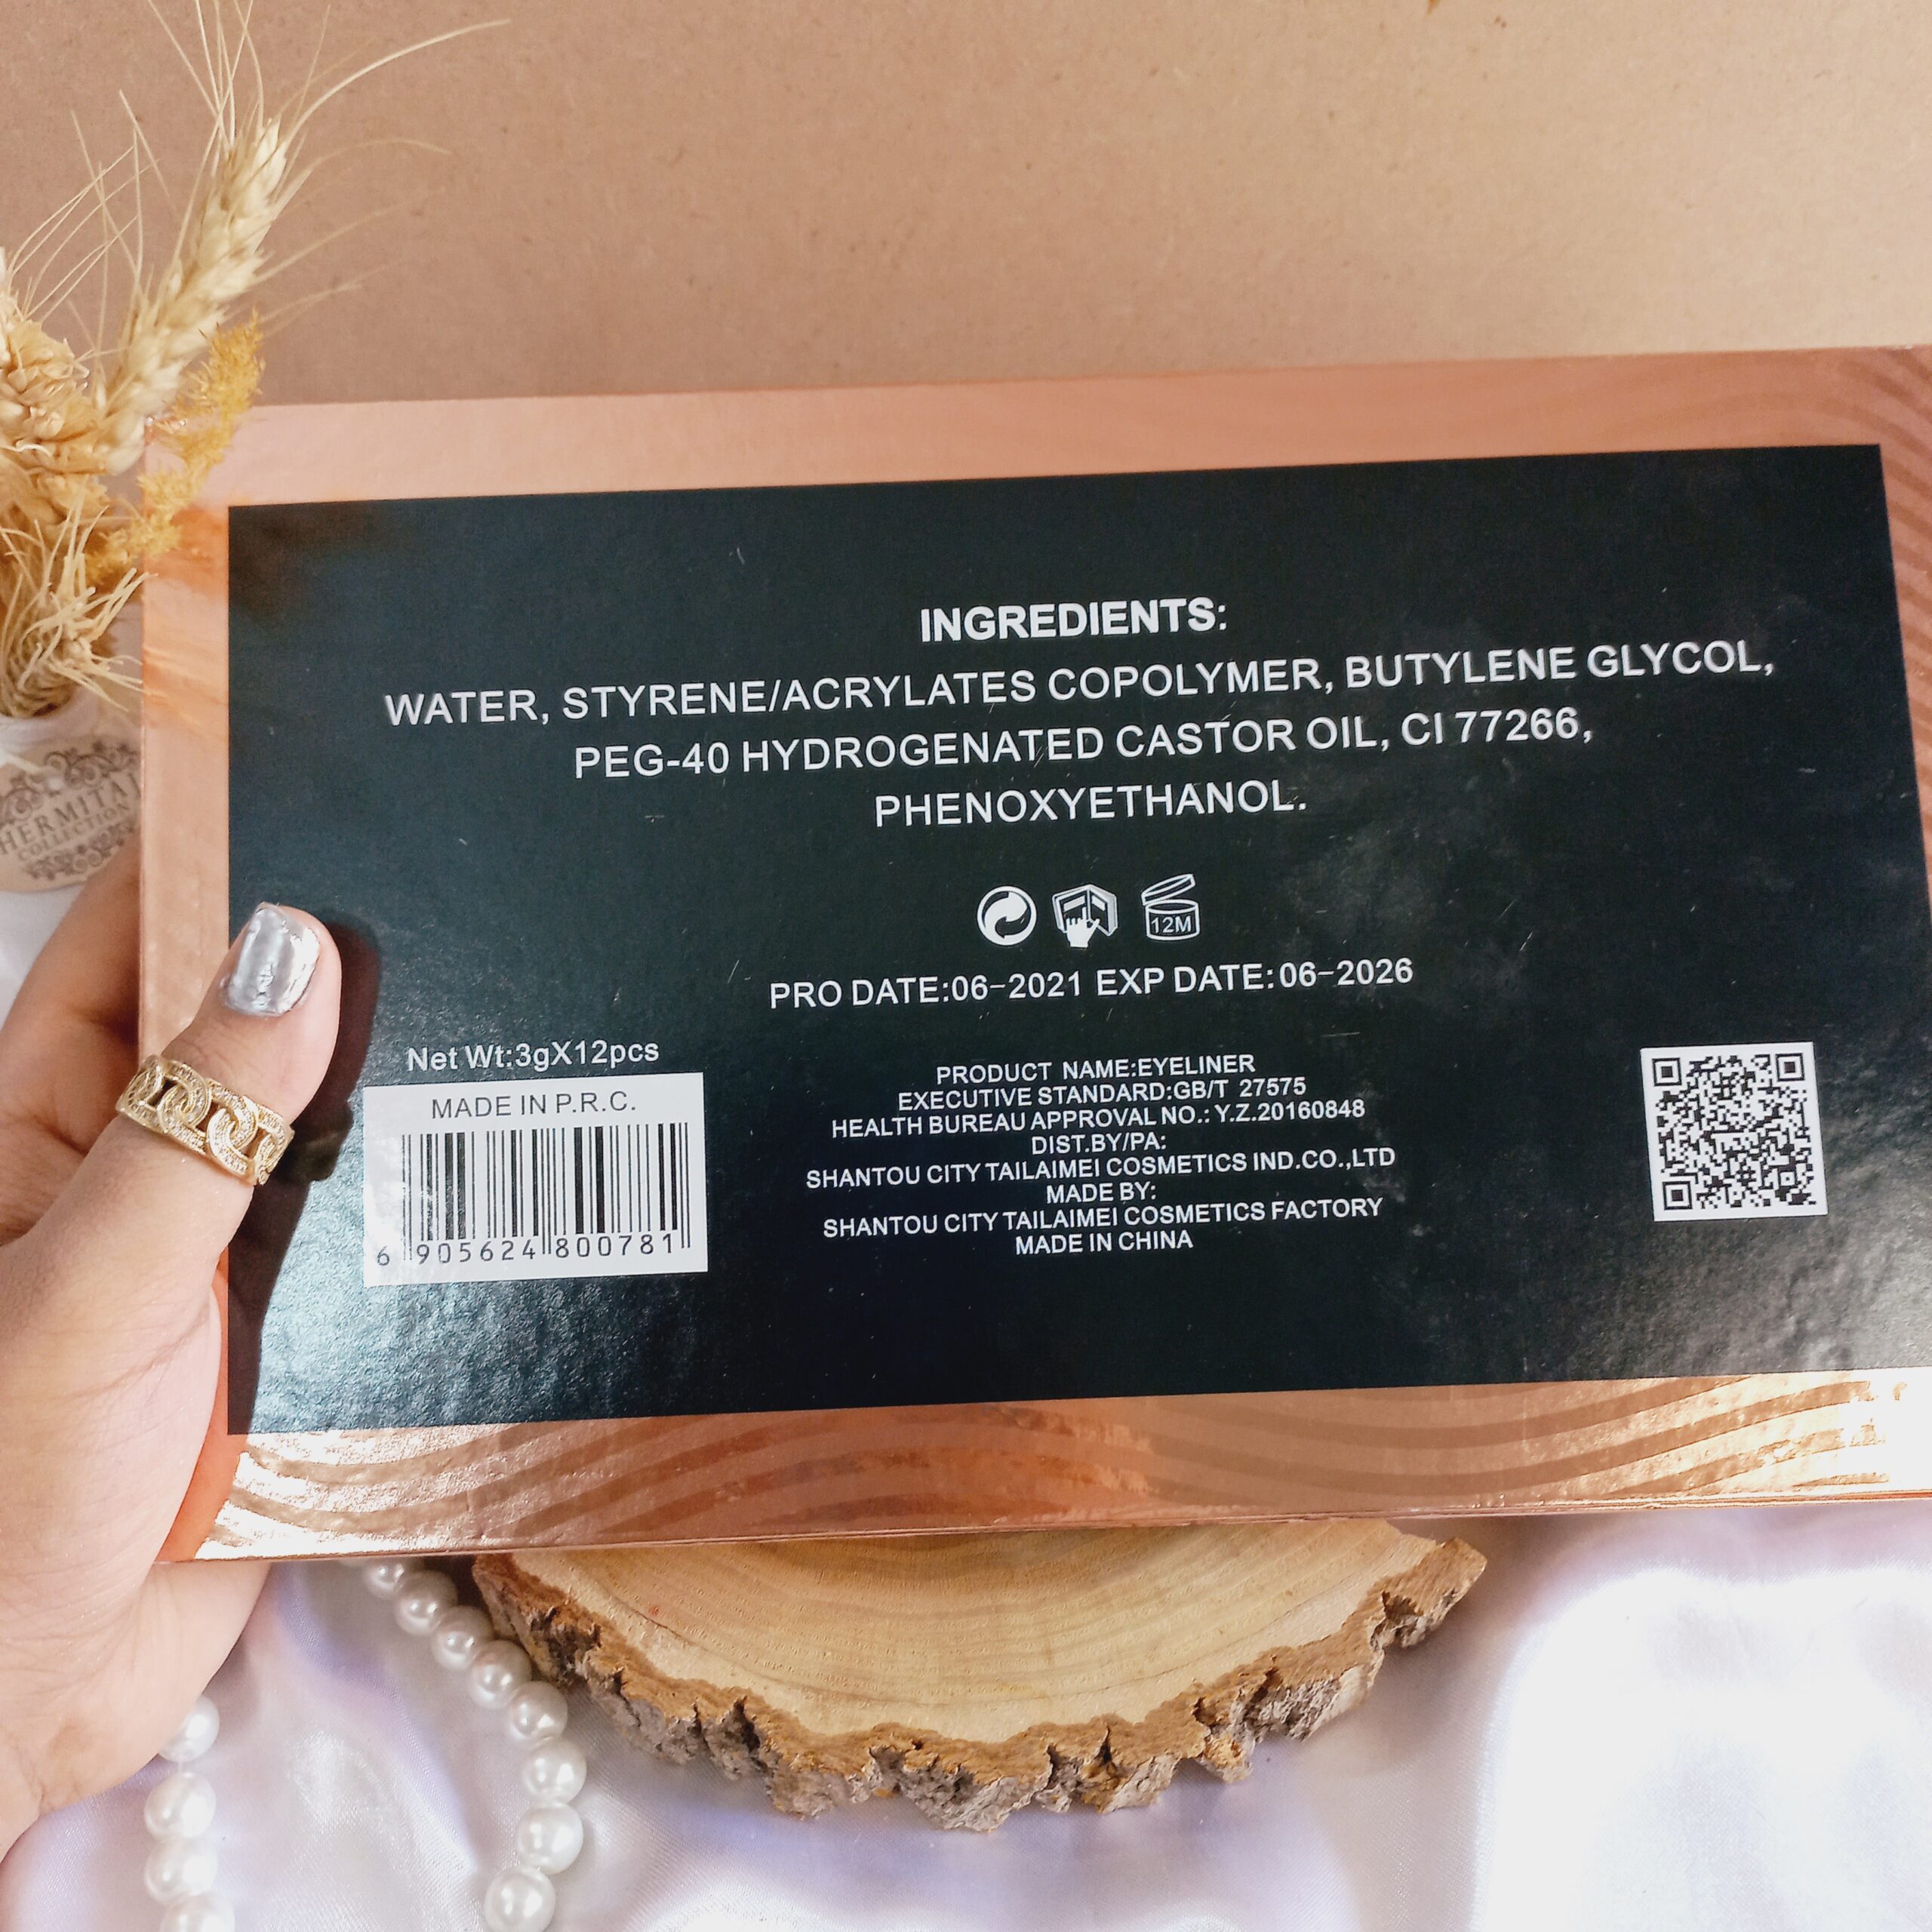 INGREDIENTS:
WATER, STYRENE/ACRYLATES COPOLYMER, BUTYLENE GLYCOL,
PEG-40 HYDROGENATED CASTOR OIL, CI 77266,
PHENOXYETHANOL.
12M
PRO DATE:06-2021 EXP DATE:06-2026
Net Wt:3gX12pcs
MADE IN P.R.C.
6 905624 800781
PRODUCT NAME:EYELINER
EXECUTIVE STANDARD:GB/T 27575
HEALTH BUREAU APPROVAL NO.: Y.Z.20160848
DIST.BY/PA:
SHANTOU CITY TAILAIMEI COSMETICS IND.CO.,LTD
MADE BY:
SHANTOU CITY TAILAIMEI COSMETICS FACTORY
MADE IN CHINA
COLLECTION